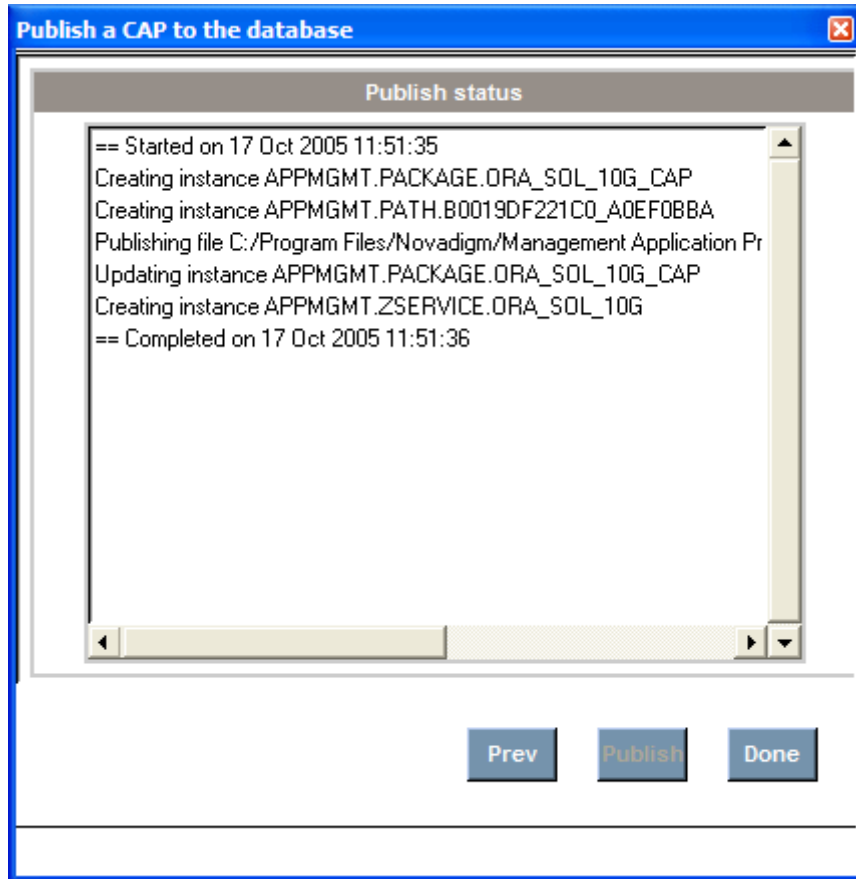 Publish a CAP to the database
Publish status
== Started on 17 Oct 2005 11:51:35
Creating instance APPMGMT.PACKAGE.ORA_SOL_10G_CAP
Creating instance APPMGMT.PATH.B0019DF221C0_A0EF0BBA
Publishing file C:/Program Files/Novadigm/Management Application Pr
Updating instance APPMGMT.PACKAGE.ORA_SOL_10G_CAP
Creating instance APPMGMT.ZSERVICE.ORA_SOL_10G
== Completed on 17 Oct 2005 11:51:36
Prev Publish Done